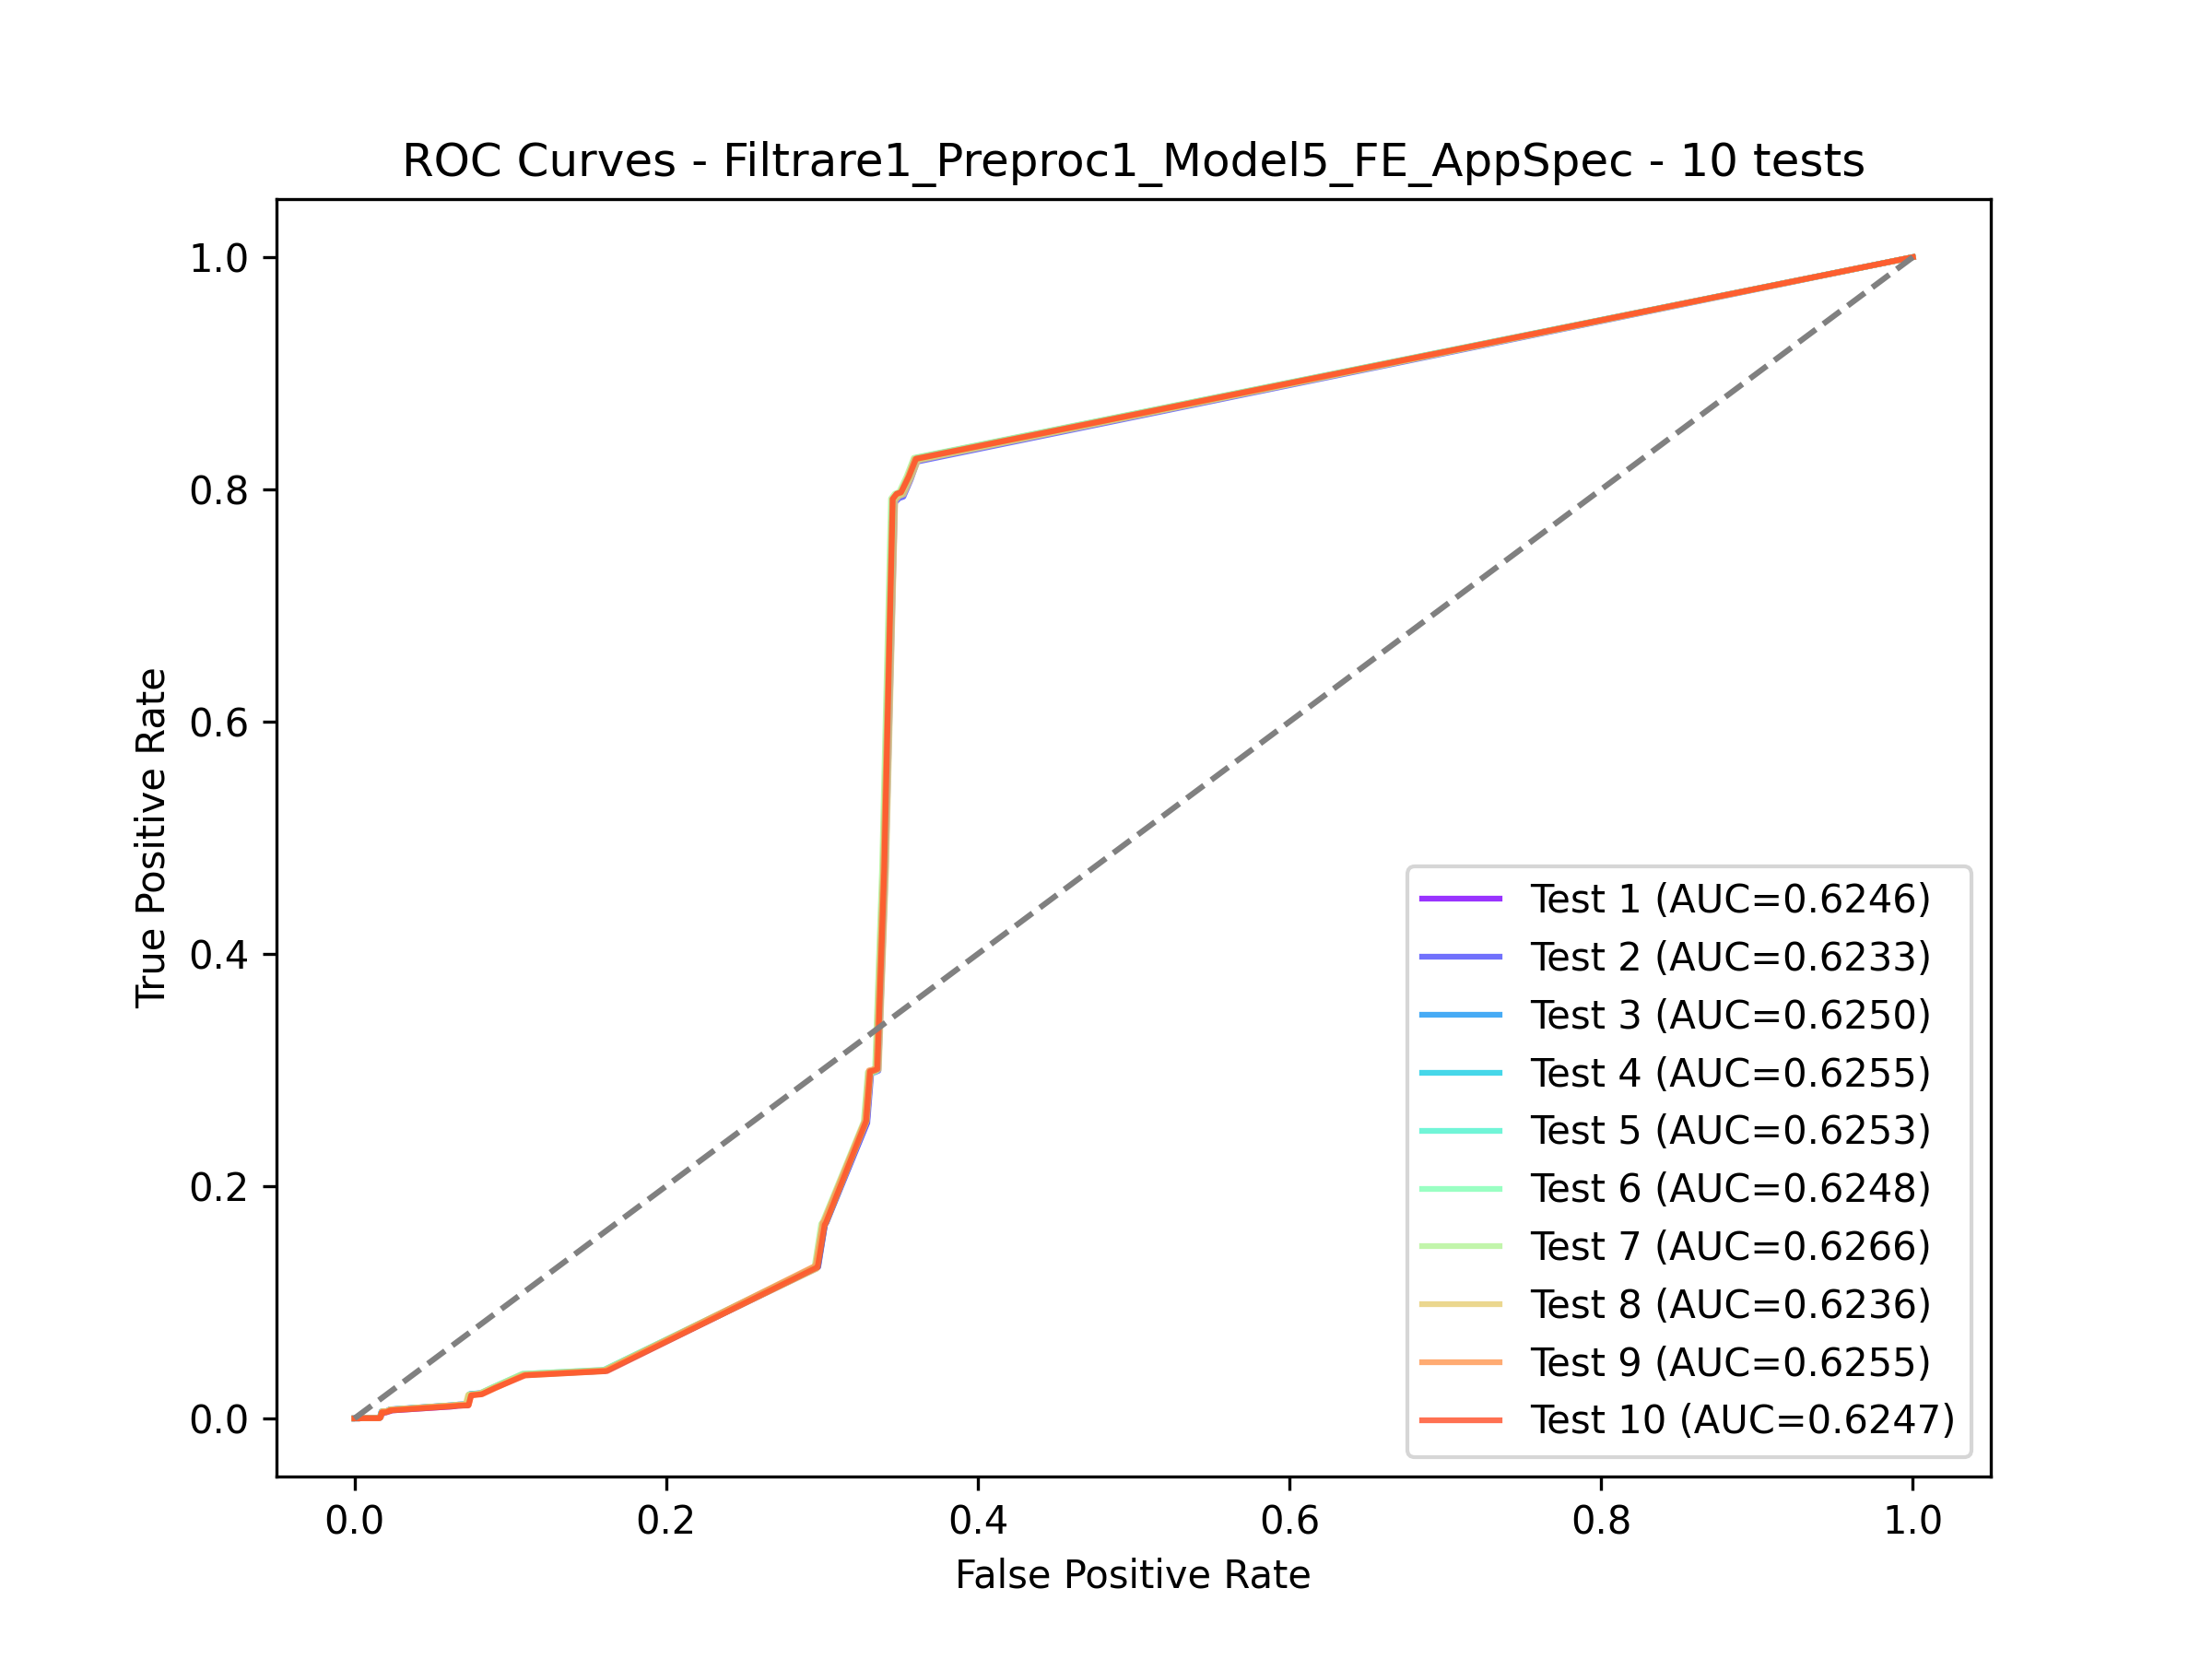 ROC Curves - Filtrare1_Preproc1_Model5_FE_AppSpec - 10 tests
True Positive Rate
1.0
0.8
0.6
0.4
0.2
0.0
Test 1 (AUC=0.6246)
Test 2 (AUC=0.6233)
Test 3 (AUC=0.6250)
Test 4 (AUC=0.6255)
Test 5 (AUC=0.6253)
Test 6 (AUC=0.6248)
Test 7 (AUC=0.6266)
Test 8 (AUC=0.6236)
Test 9 (AUC=0.6255)
Test 10 (AUC=0.6247)
0.0 0.2 0.4 0.6 0.8 1.0
False Positive Rate